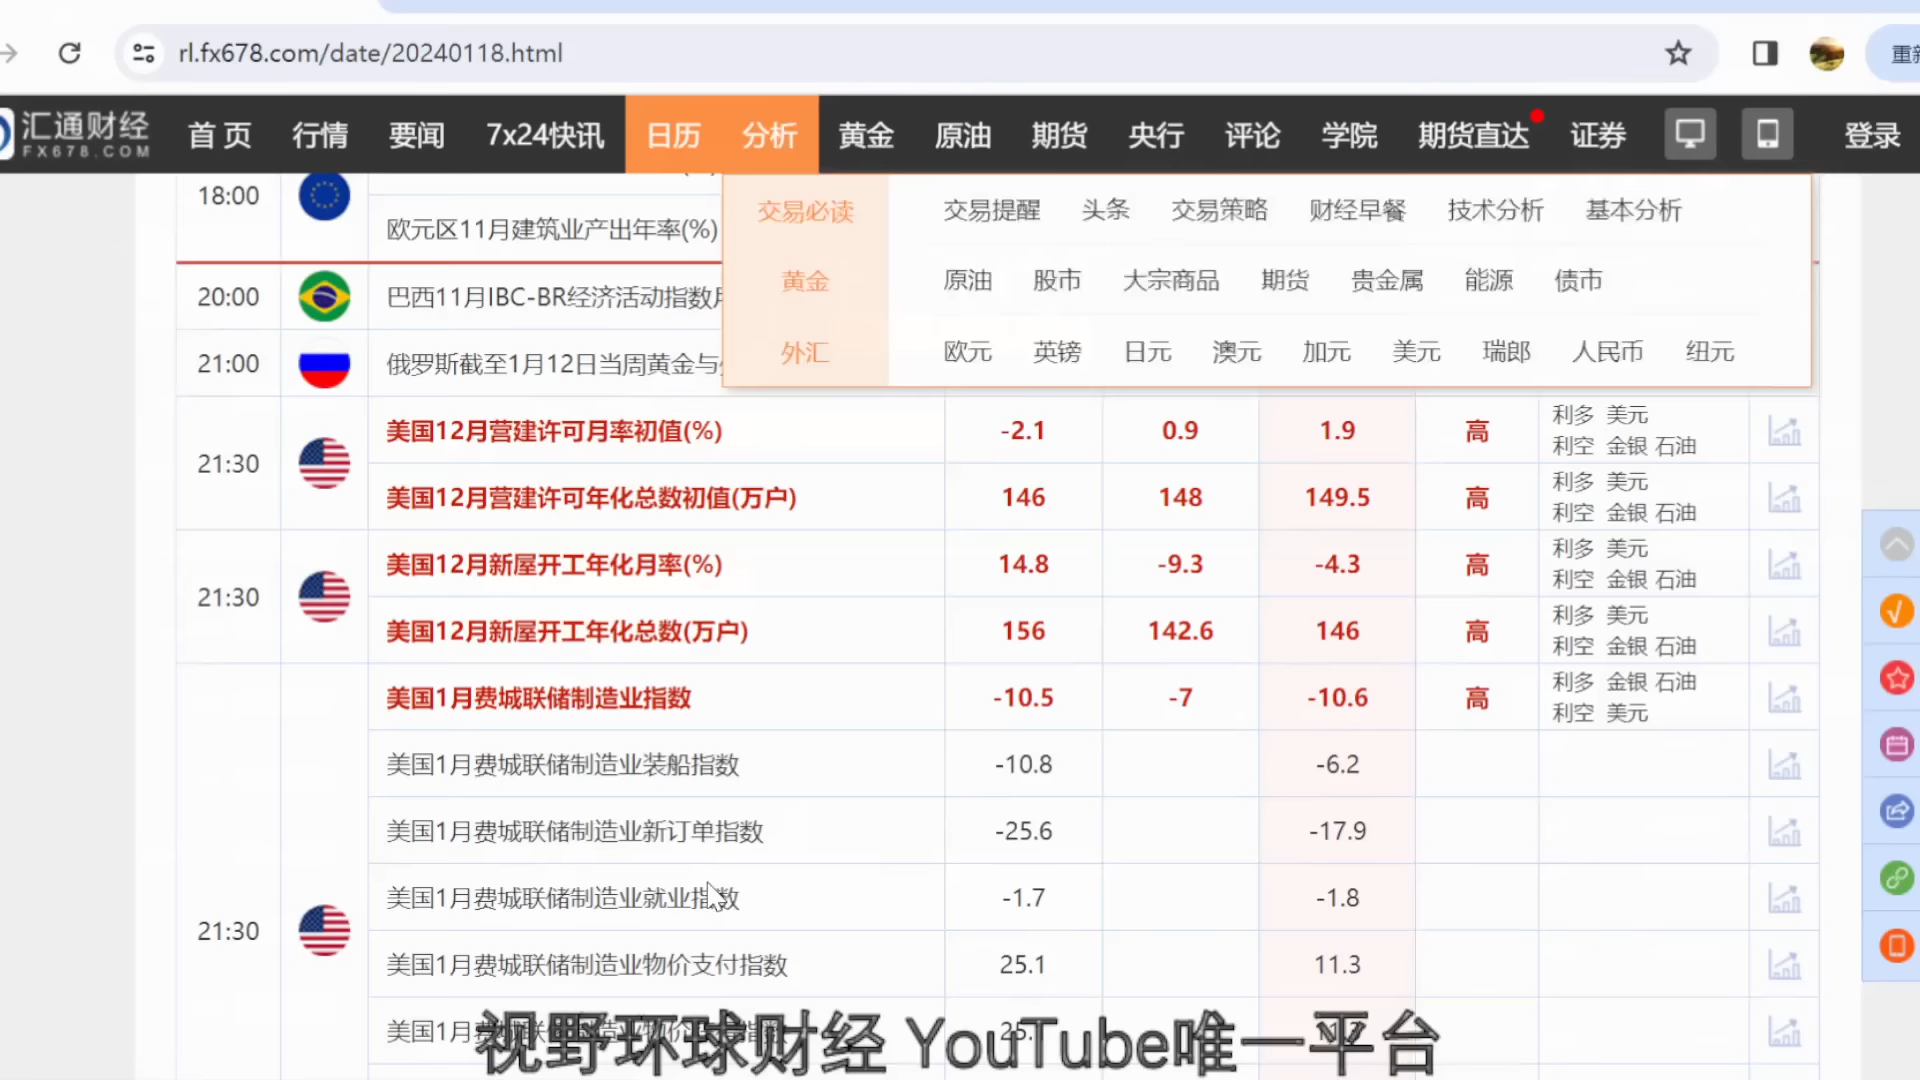 rl.fx678.com/date/20240118.html
重新
汇通财经
FX678.COM
首页 行情 要闻 7x24快讯 日历 分析 黄金 原油 期货 央行 评论 学院 期货直达 证券 登录
交易必读 交易提醒 头条 交易策略 财经早餐 技术分析 基本分析
黄金 原油 股市 大宗商品 期货 贵金属 能源 债市
外汇 欧元 英镑 日元 澳元 加元 美元 瑞郎 人民币 纽元
18:00
欧元区11月建筑业产出年率(%)
20:00 巴西11月IBC-BR经济活动指数
21:00 俄罗斯截至1月12日当周黄金与
21:30
美国12月营建许可月率初值(%) -2.1 0.9 1.9 高 利多 美元
利空 金银 石油
美国12月营建许可年化总数初值(万户) 146 148 149.5 高 利多 美元
利空 金银 石油
21:30
美国12月新屋开工年化月率(%) 14.8 -9.3 -4.3 高 利多 美元
利空 金银 石油
美国12月新屋开工年化总数(万户) 156 142.6 146 高 利多 美元
利空 金银 石油
21:30
美国1月费城联储制造业指数 -10.5 -7 -10.6 高 利多 金银 石油
利空 美元
美国1月费城联储制造业装船指数 -10.8 -6.2
美国1月费城联储制造业新订单指数 -25.6 -17.9
美国1月费城联储制造业就业指数 -1.7 -1.8
美国1月费城联储制造业物价支付指数 25.1 11.3
美国1月
视野环球财经 YouTube唯一平台